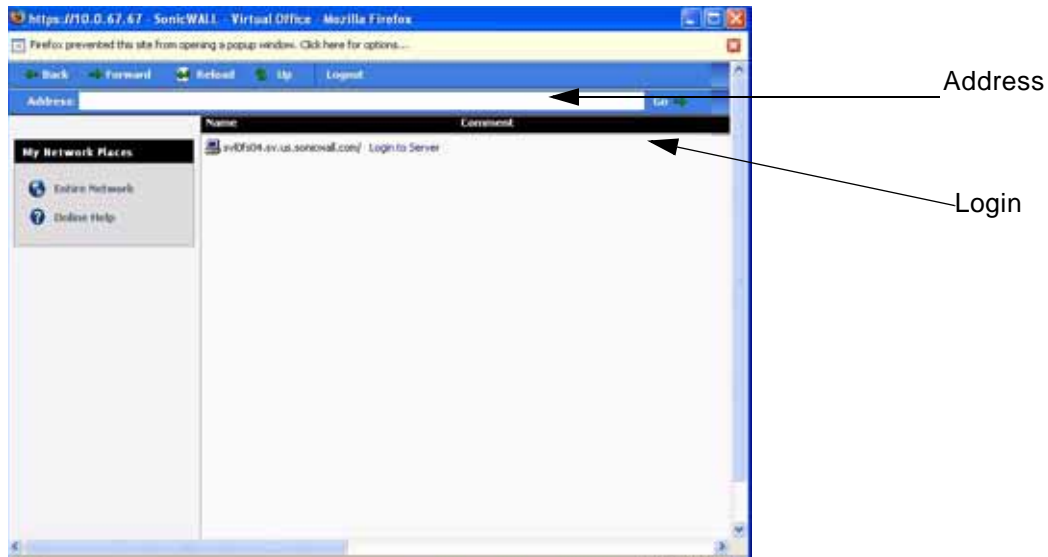 https://10.0.67.67 - SonicWALL - Virtual Office - Mozilla Firefox
Firefox prevented this site from opening a popup window. Click here for options...
Back Forward Reload Up Logout
Address Go
Name Comment
My Network Places
Entire Network
Online Help
.sv.us.sonicwall.com/ Login to Server
Address
Login